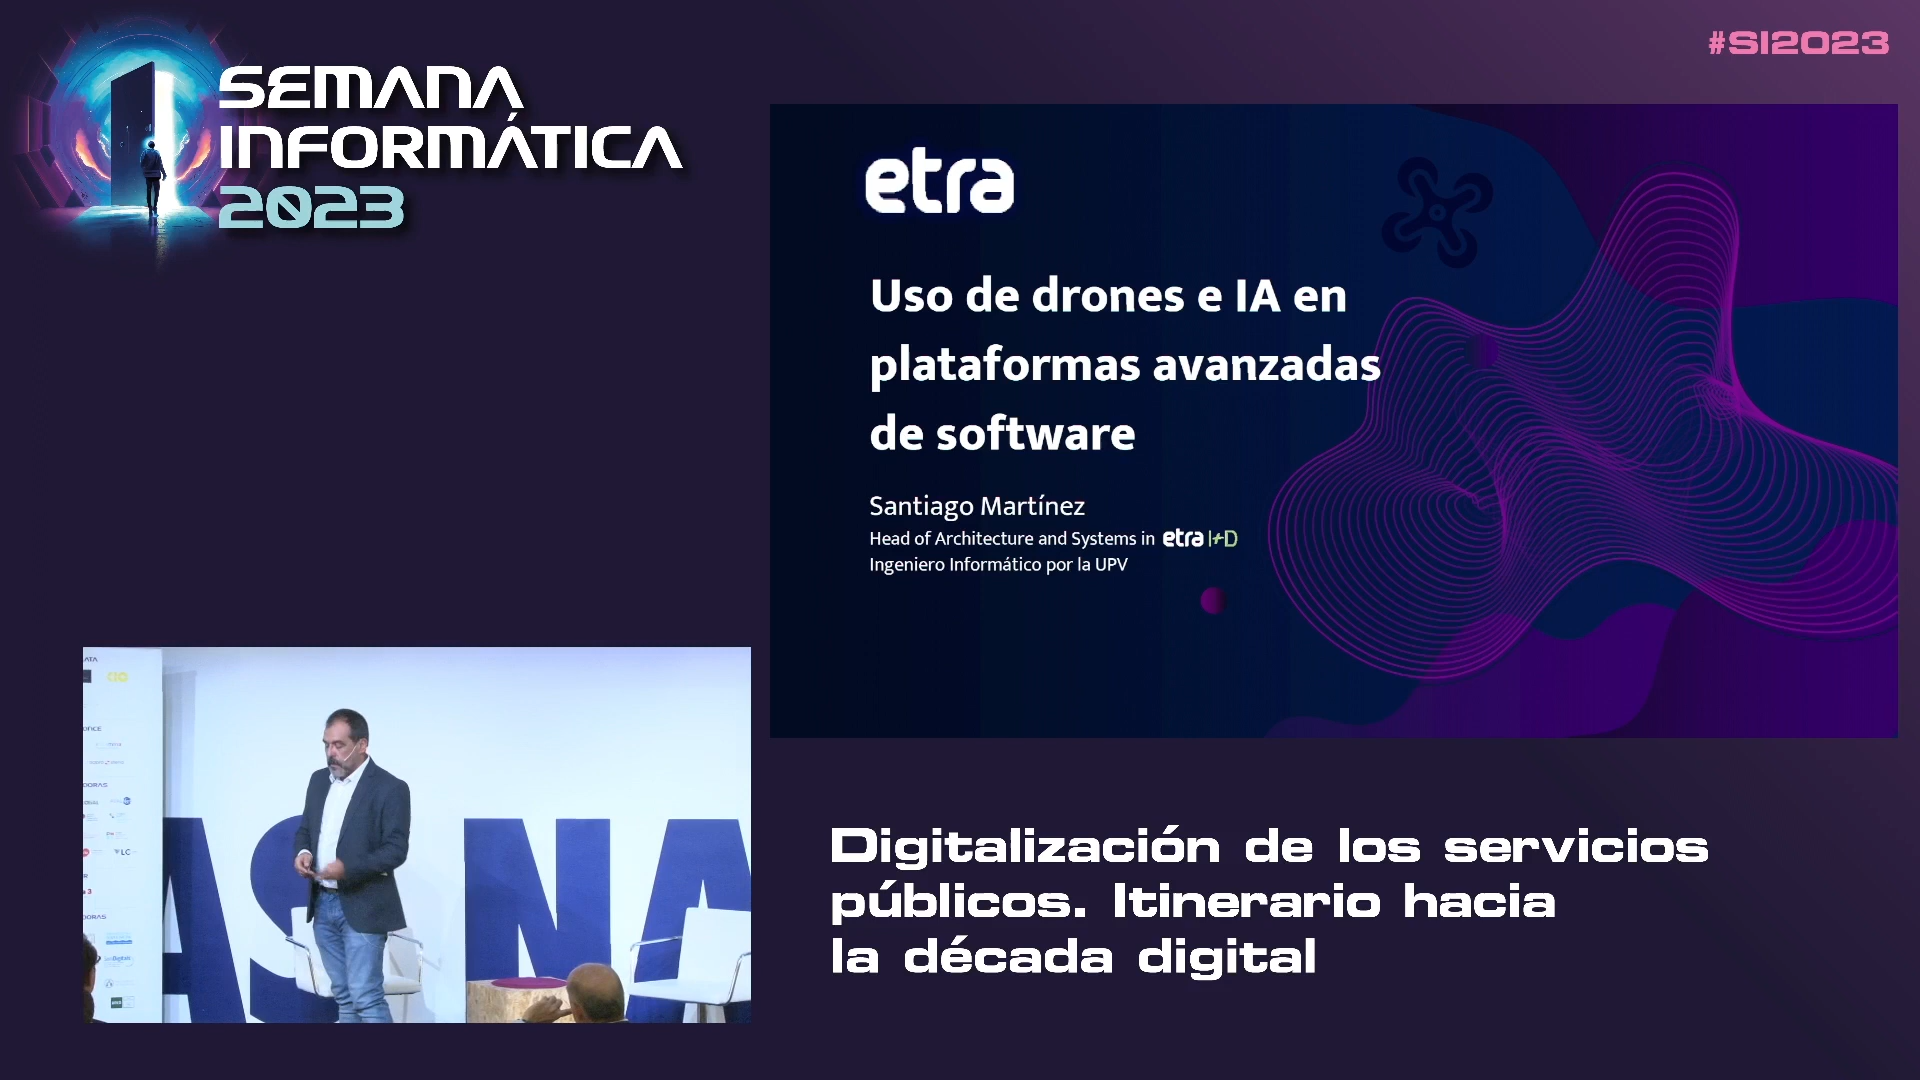 SEMANA
INFORMÁTICA
2023
#SI2023
etra
Uso de drones e IA en
plataformas avanzadas
de software
Santiago Martínez
Head of Architecture and Systems in etra I+D
Ingeniero Informático por la UPV
AS NA
Digitalización de los servicios
públicos. Itinerario hacia
la década digital